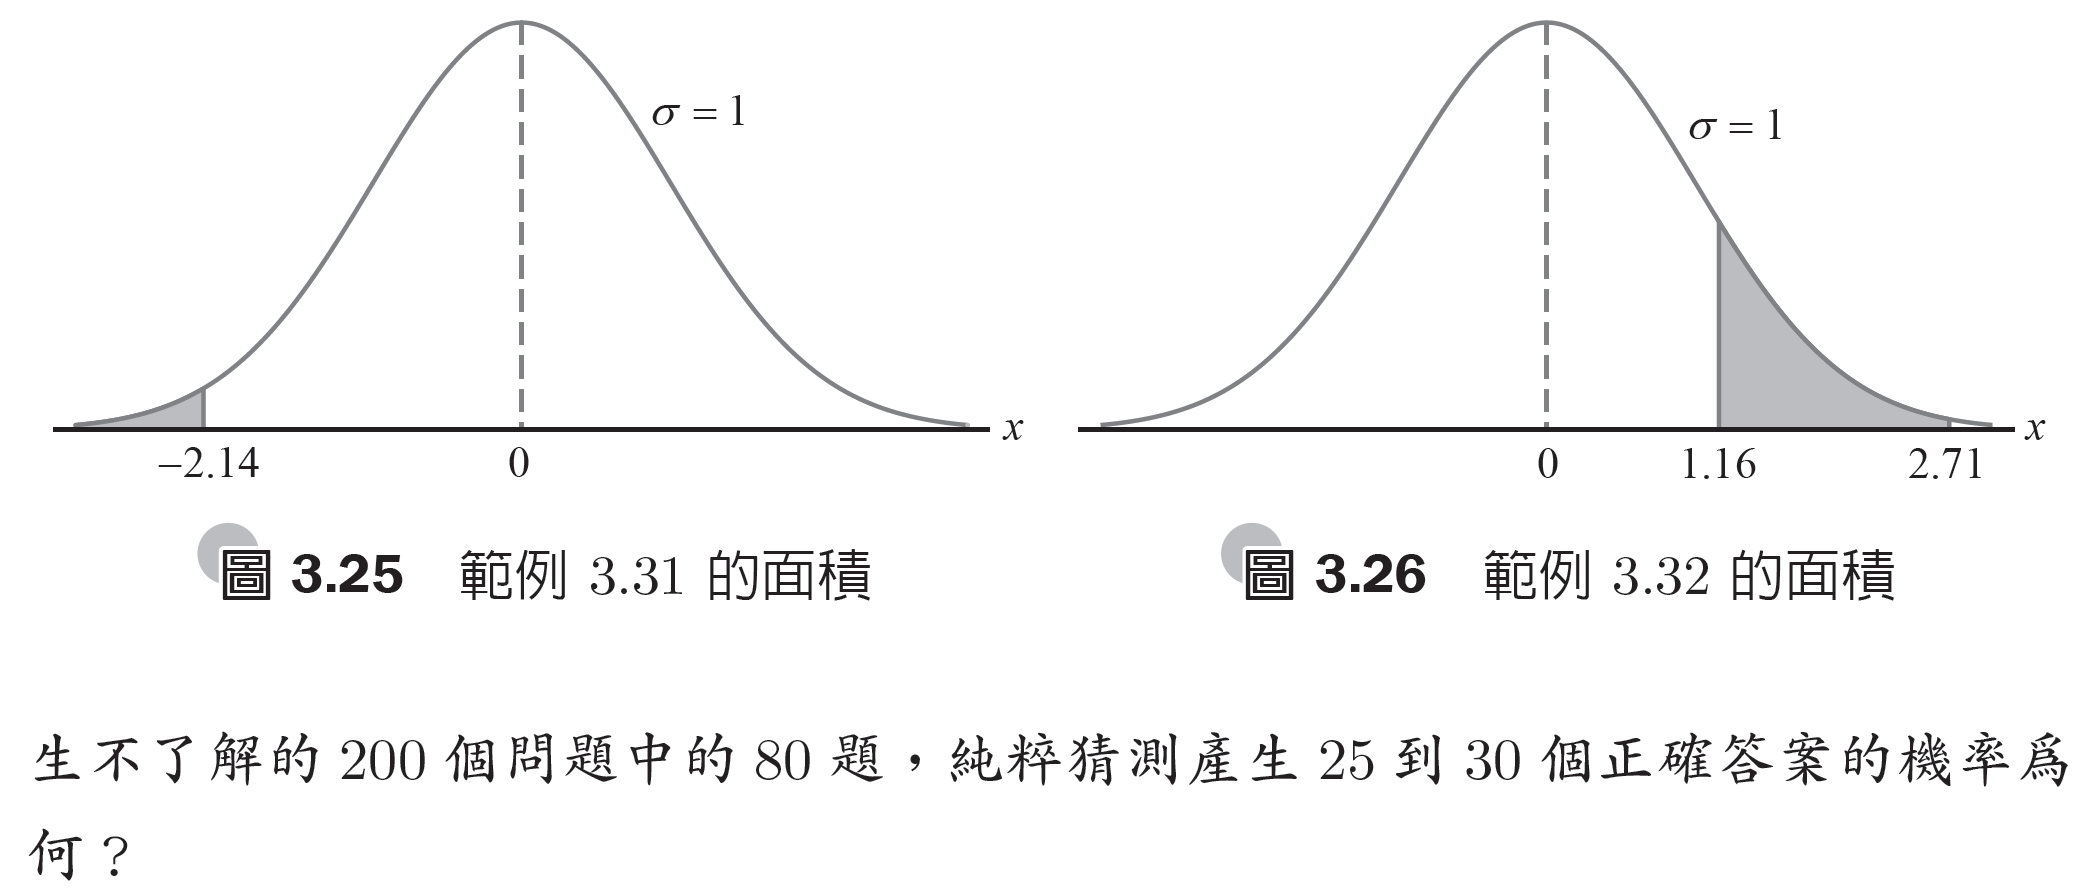 σ = 1
x
−2.14
0
圖 3.25 範例 3.31 的面積
σ = 1
x
0
1.16
2.71
圖 3.26 範例 3.32 的面積
生不了解的 200 個問題中的 80 題，純粹猜測產生 25 到 30 個正確答案的機率爲
何？